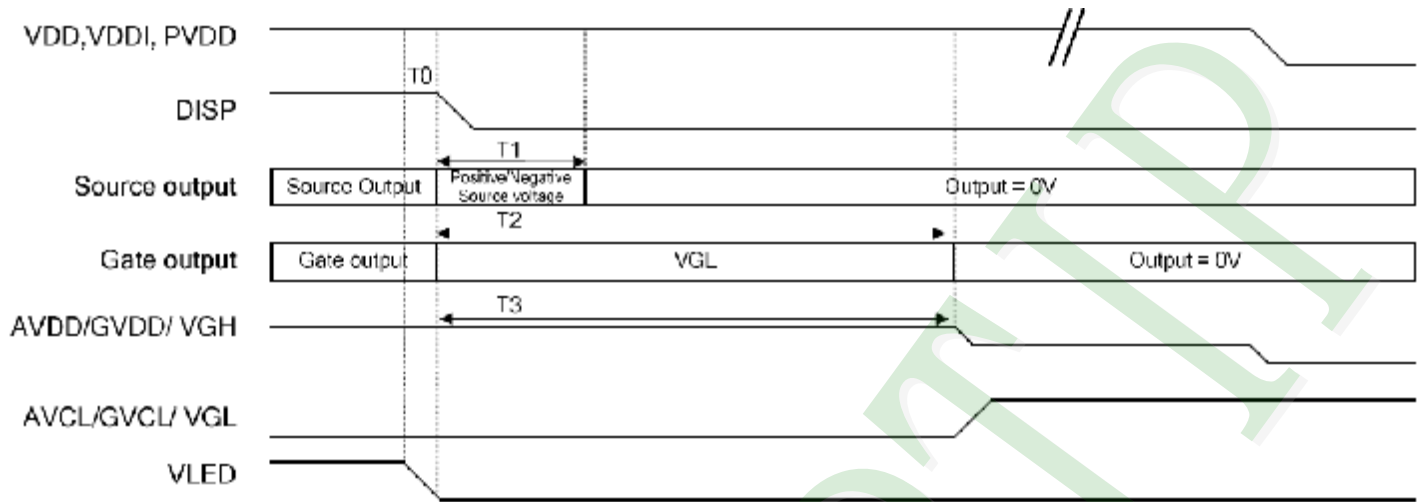 VDD,VDDI, PVDD
T0
DISP
T1
Source output
Source Output
Positive/Negative
Source voltage
Output = 0V
T2
Gate output
Gate output
VGL
Output = 0V
T3
AVDD/GVDD/ VGH
AVCL/GVCL/ VGL
VLED
TIP